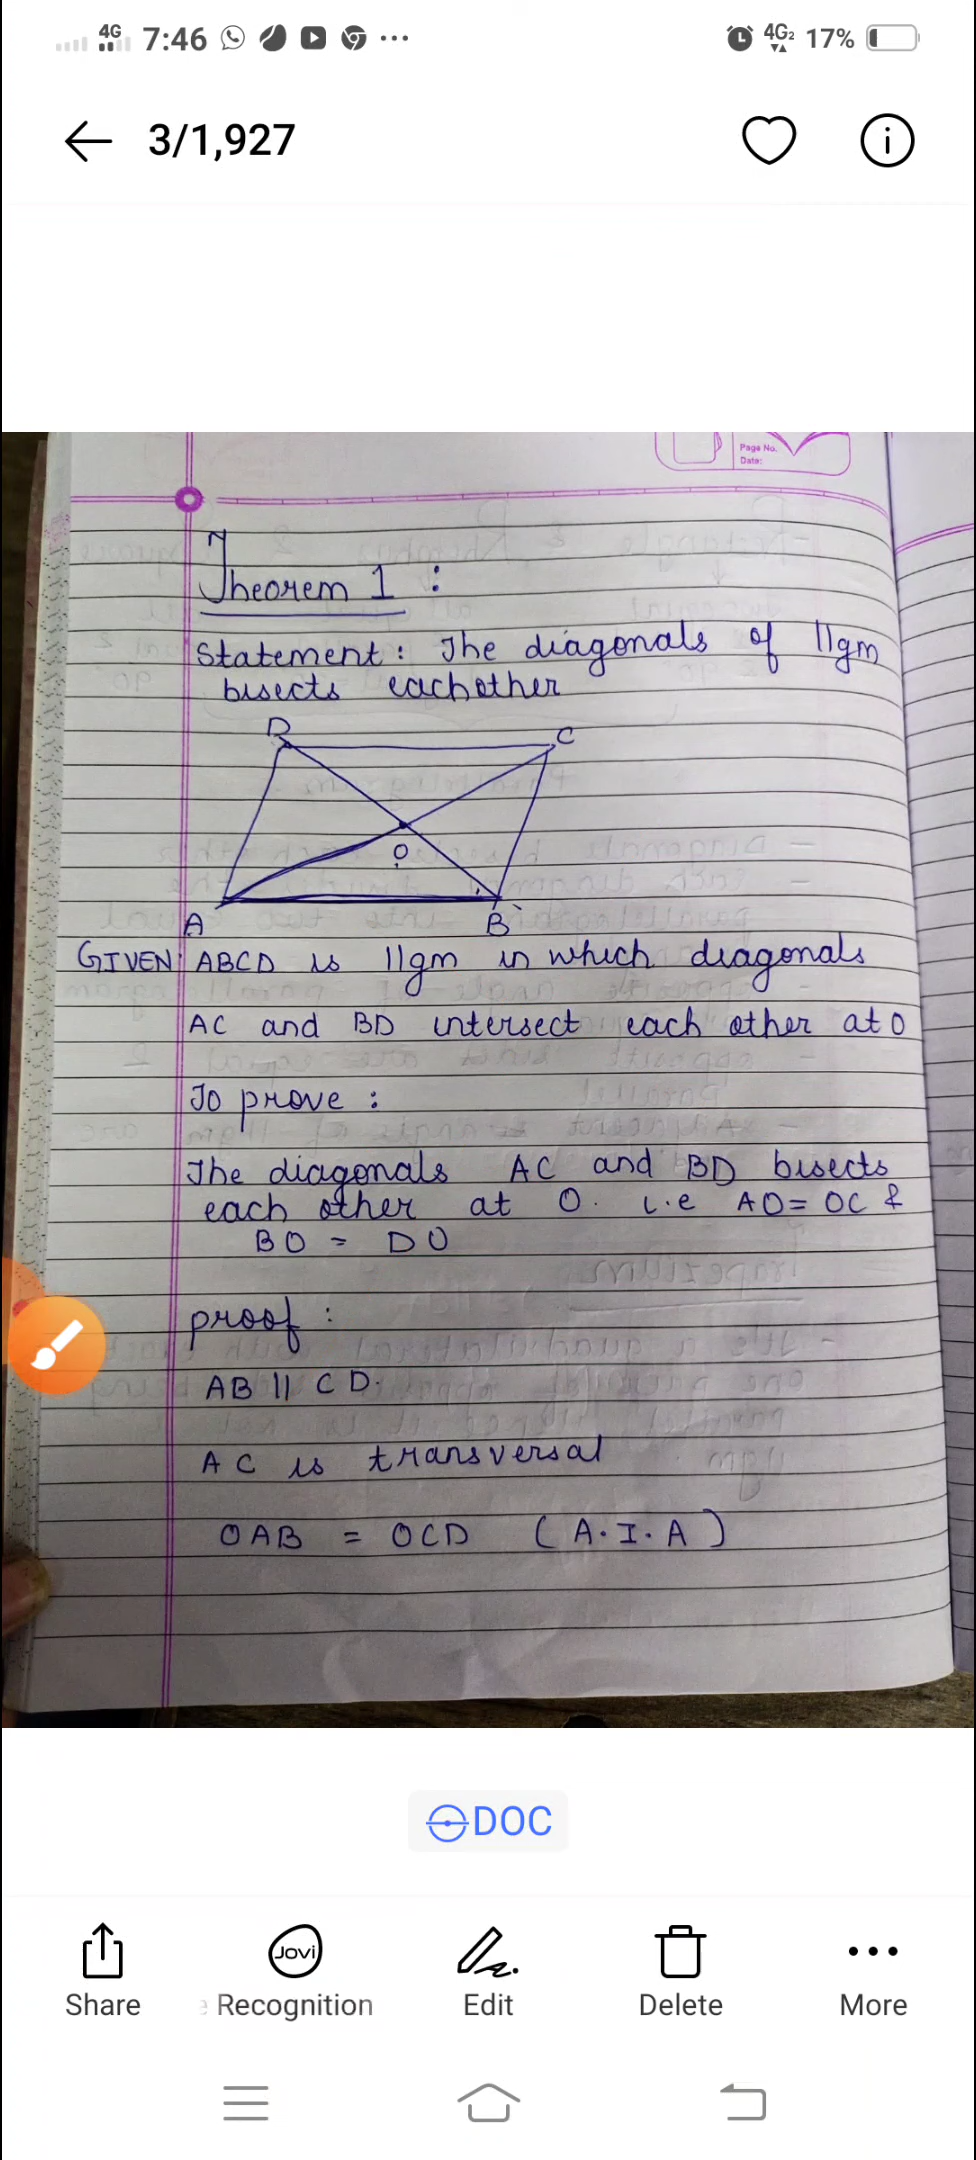 4G 7:46 ... 4G2 17%
3/1,927
Page No.
Date:
Theorem 1 :
Statement : The diagonals of ||gm
bisects eachother
D C
O
A B
GIVEN: ABCD is ||gm in which diagonals
AC and BD intersect each other at O
To prove :
The diagonals AC and BD bisects
each other at O. i.e AO = OC &
BO = DO
proof :
AB || CD.
AC is transversal
OAB = OCD (A.I.A)
DOC
Jovi
Share Recognition Edit Delete More